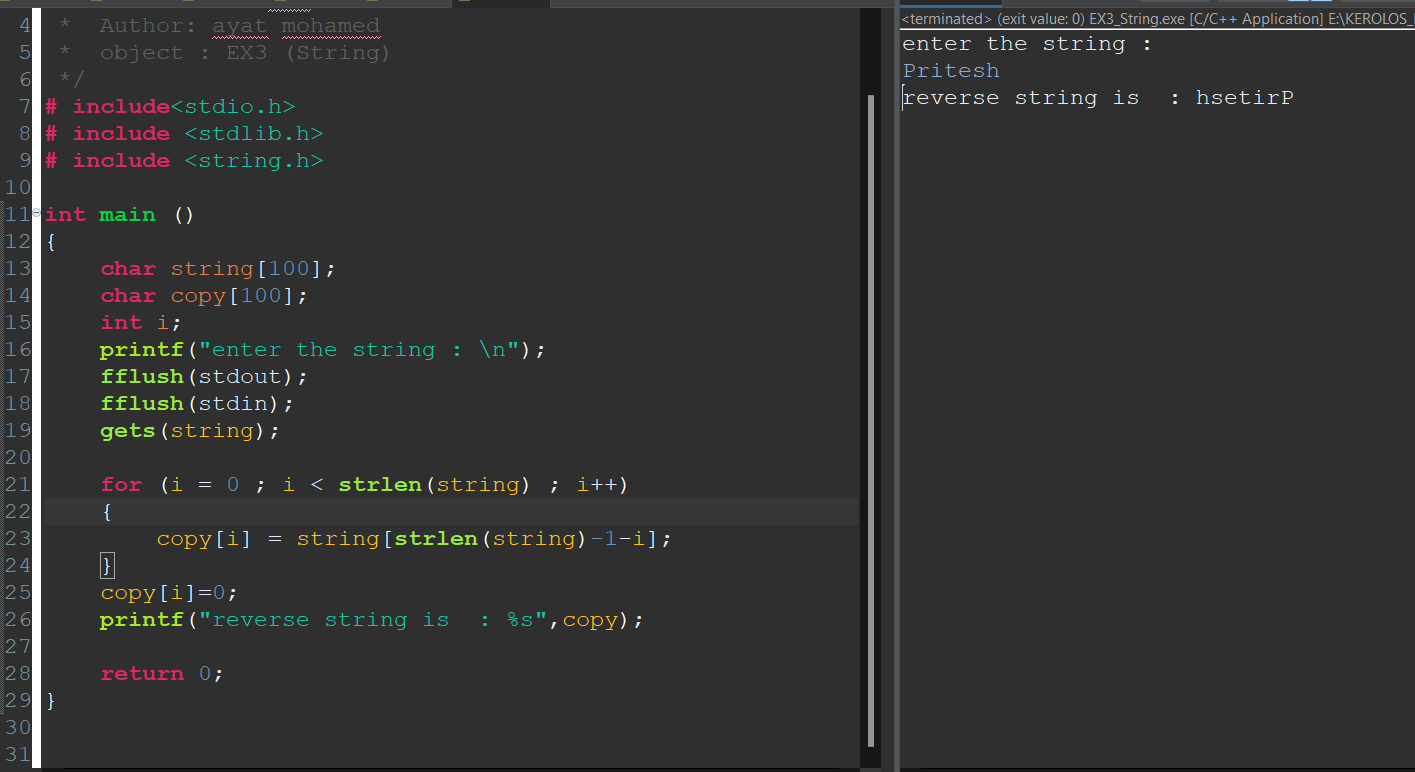 4 * Author: ayat mohamed
5 * object : EX3 (String)
6 */
7 # include<stdio.h>
8 # include <stdlib.h>
9 # include <string.h>
10
11 int main ()
12 {
13 char string[100];
14 char copy[100];
15 int i;
16 printf("enter the string : \n");
17 fflush(stdout);
18 fflush(stdin);
19 gets(string);
20
21 for (i = 0 ; i < strlen(string) ; i++)
22 {
23 copy[i] = string[strlen(string)-1-i];
24 }
25 copy[i]=0;
26 printf("reverse string is  : %s",copy);
27
28 return 0;
29 }
30
31
<terminated> (exit value: 0) EX3_String.exe [C/C++ Application] E:\KEROLOS_
enter the string :
Pritesh
reverse string is  : hsetirP